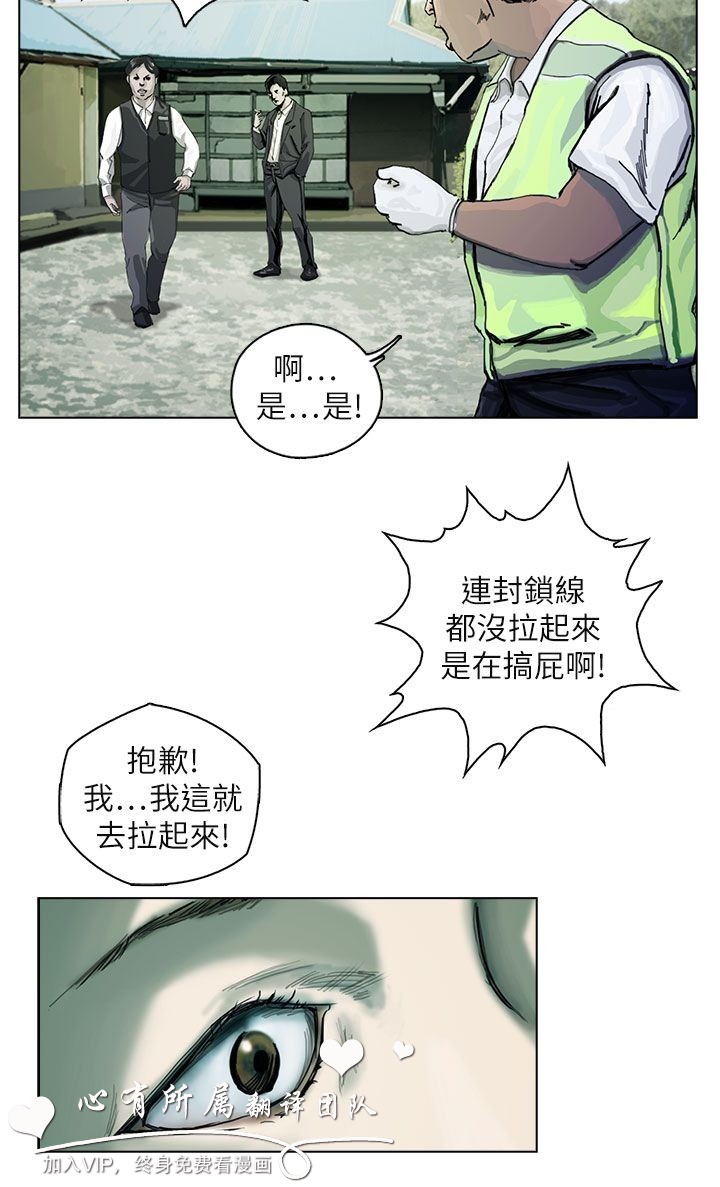 啊...
是...是!
連封鎖線
都沒拉起來
是在搞屁啊!
抱歉!
我...我這就
去拉起來!
心有所属翻译团队
加入VIP，终身免费看漫画